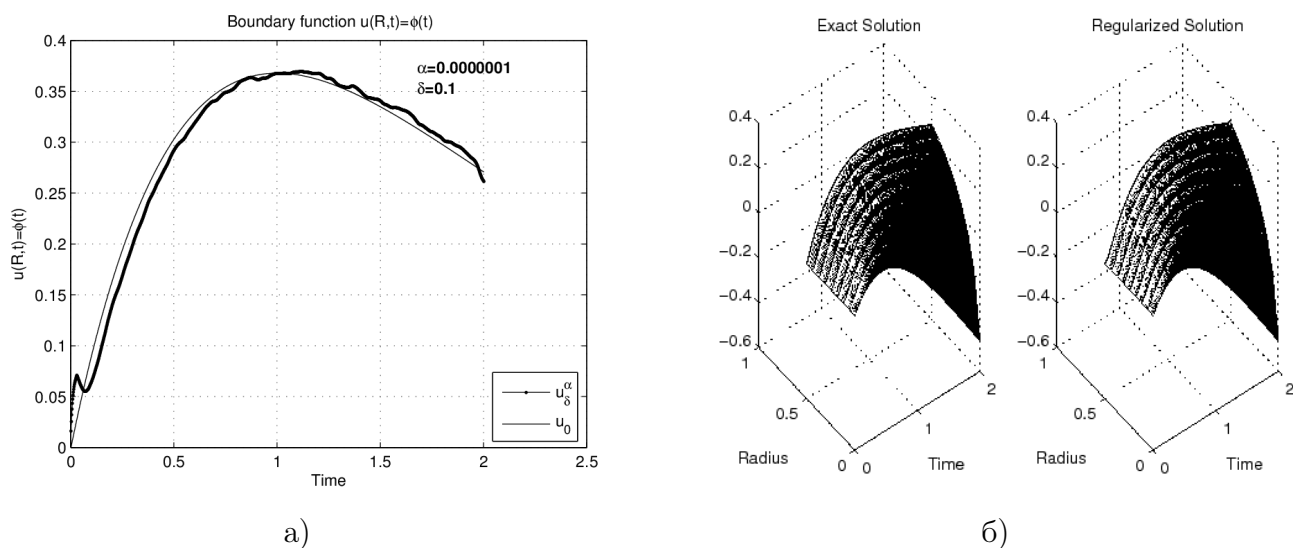 Boundary function u(R,t)=ϕ(t)
u(R,t)=ϕ(t)
0.4
0.35
0.3
0.25
0.2
0.15
0.1
0.05
0
α=0.0000001
δ=0.1
u_δ^α
u_0
0 0.5 1 1.5 2 2.5
Time
а)
Exact Solution
0.4
0.2
0
−0.2
−0.4
−0.6
1
0.5
0
Radius
0
1
2
Time
Regularized Solution
0.4
0.2
0
−0.2
−0.4
−0.6
1
0.5
0
Radius
0
1
2
Time
б)